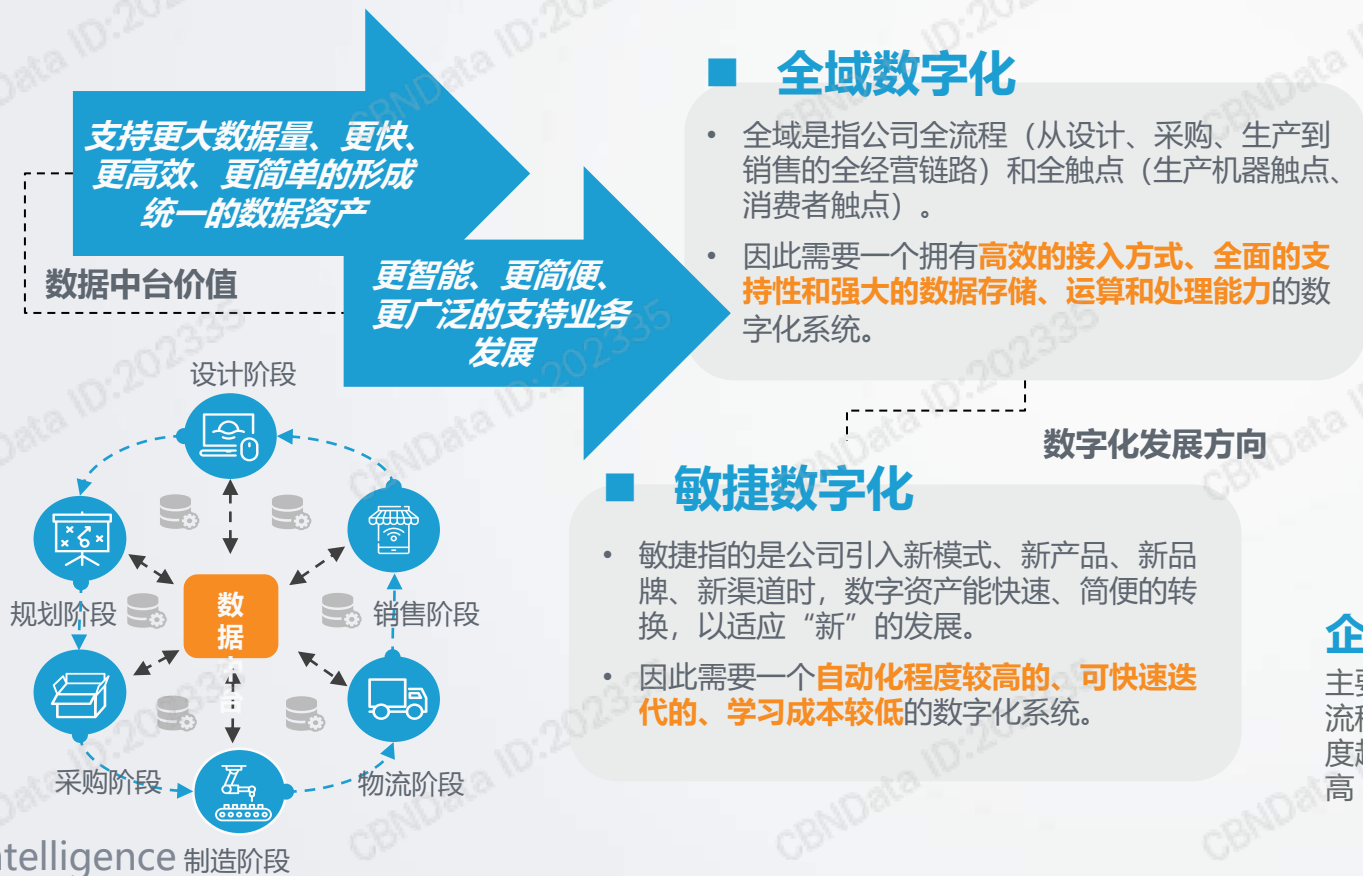 支持更大数据量、更快、
更高效、更简单的形成
统一的数据资产
数据中台价值
更智能、更简便、
更广泛的支持业务
发展
■ 全域数字化
• 全域是指公司全流程（从设计、采购、生产到
销售的全经营链路）和全触点（生产机器触点、
消费者触点）。
• 因此需要一个拥有高效的接入方式、全面的支
持性和强大的数据存储、运算和处理能力的数
字化系统。
数字化发展方向
■ 敏捷数字化
• 敏捷指的是公司引入新模式、新产品、新品
牌、新渠道时，数字资产能快速、简便的转
换，以适应“新”的发展。
• 因此需要一个自动化程度较高的、可快速迭
代的、学习成本较低的数字化系统。
设计阶段
规划阶段
销售阶段
数
据
中
台
采购阶段
物流阶段
制造阶段
ntelligence
企
主要
流程
度越
高
CBNData ID:202335